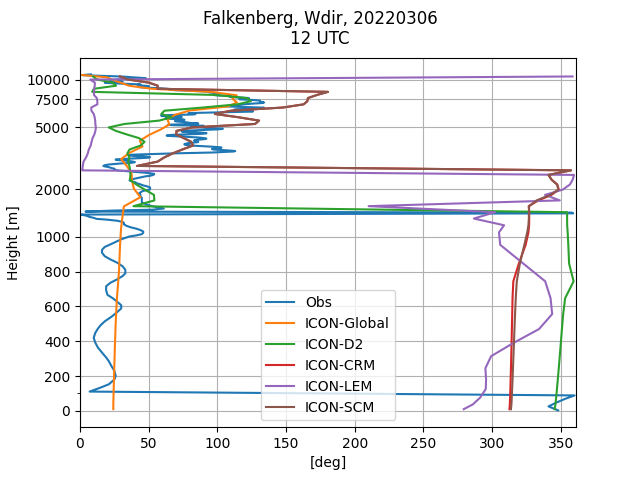 Falkenberg, Wdir, 20220306
12 UTC
Height [m]
10000
7500
5000
2000
1000
800
600
400
200
0
Obs
ICON-Global
ICON-D2
ICON-CRM
ICON-LEM
ICON-SCM
0 50 100 150 200 250 300 350
[deg]